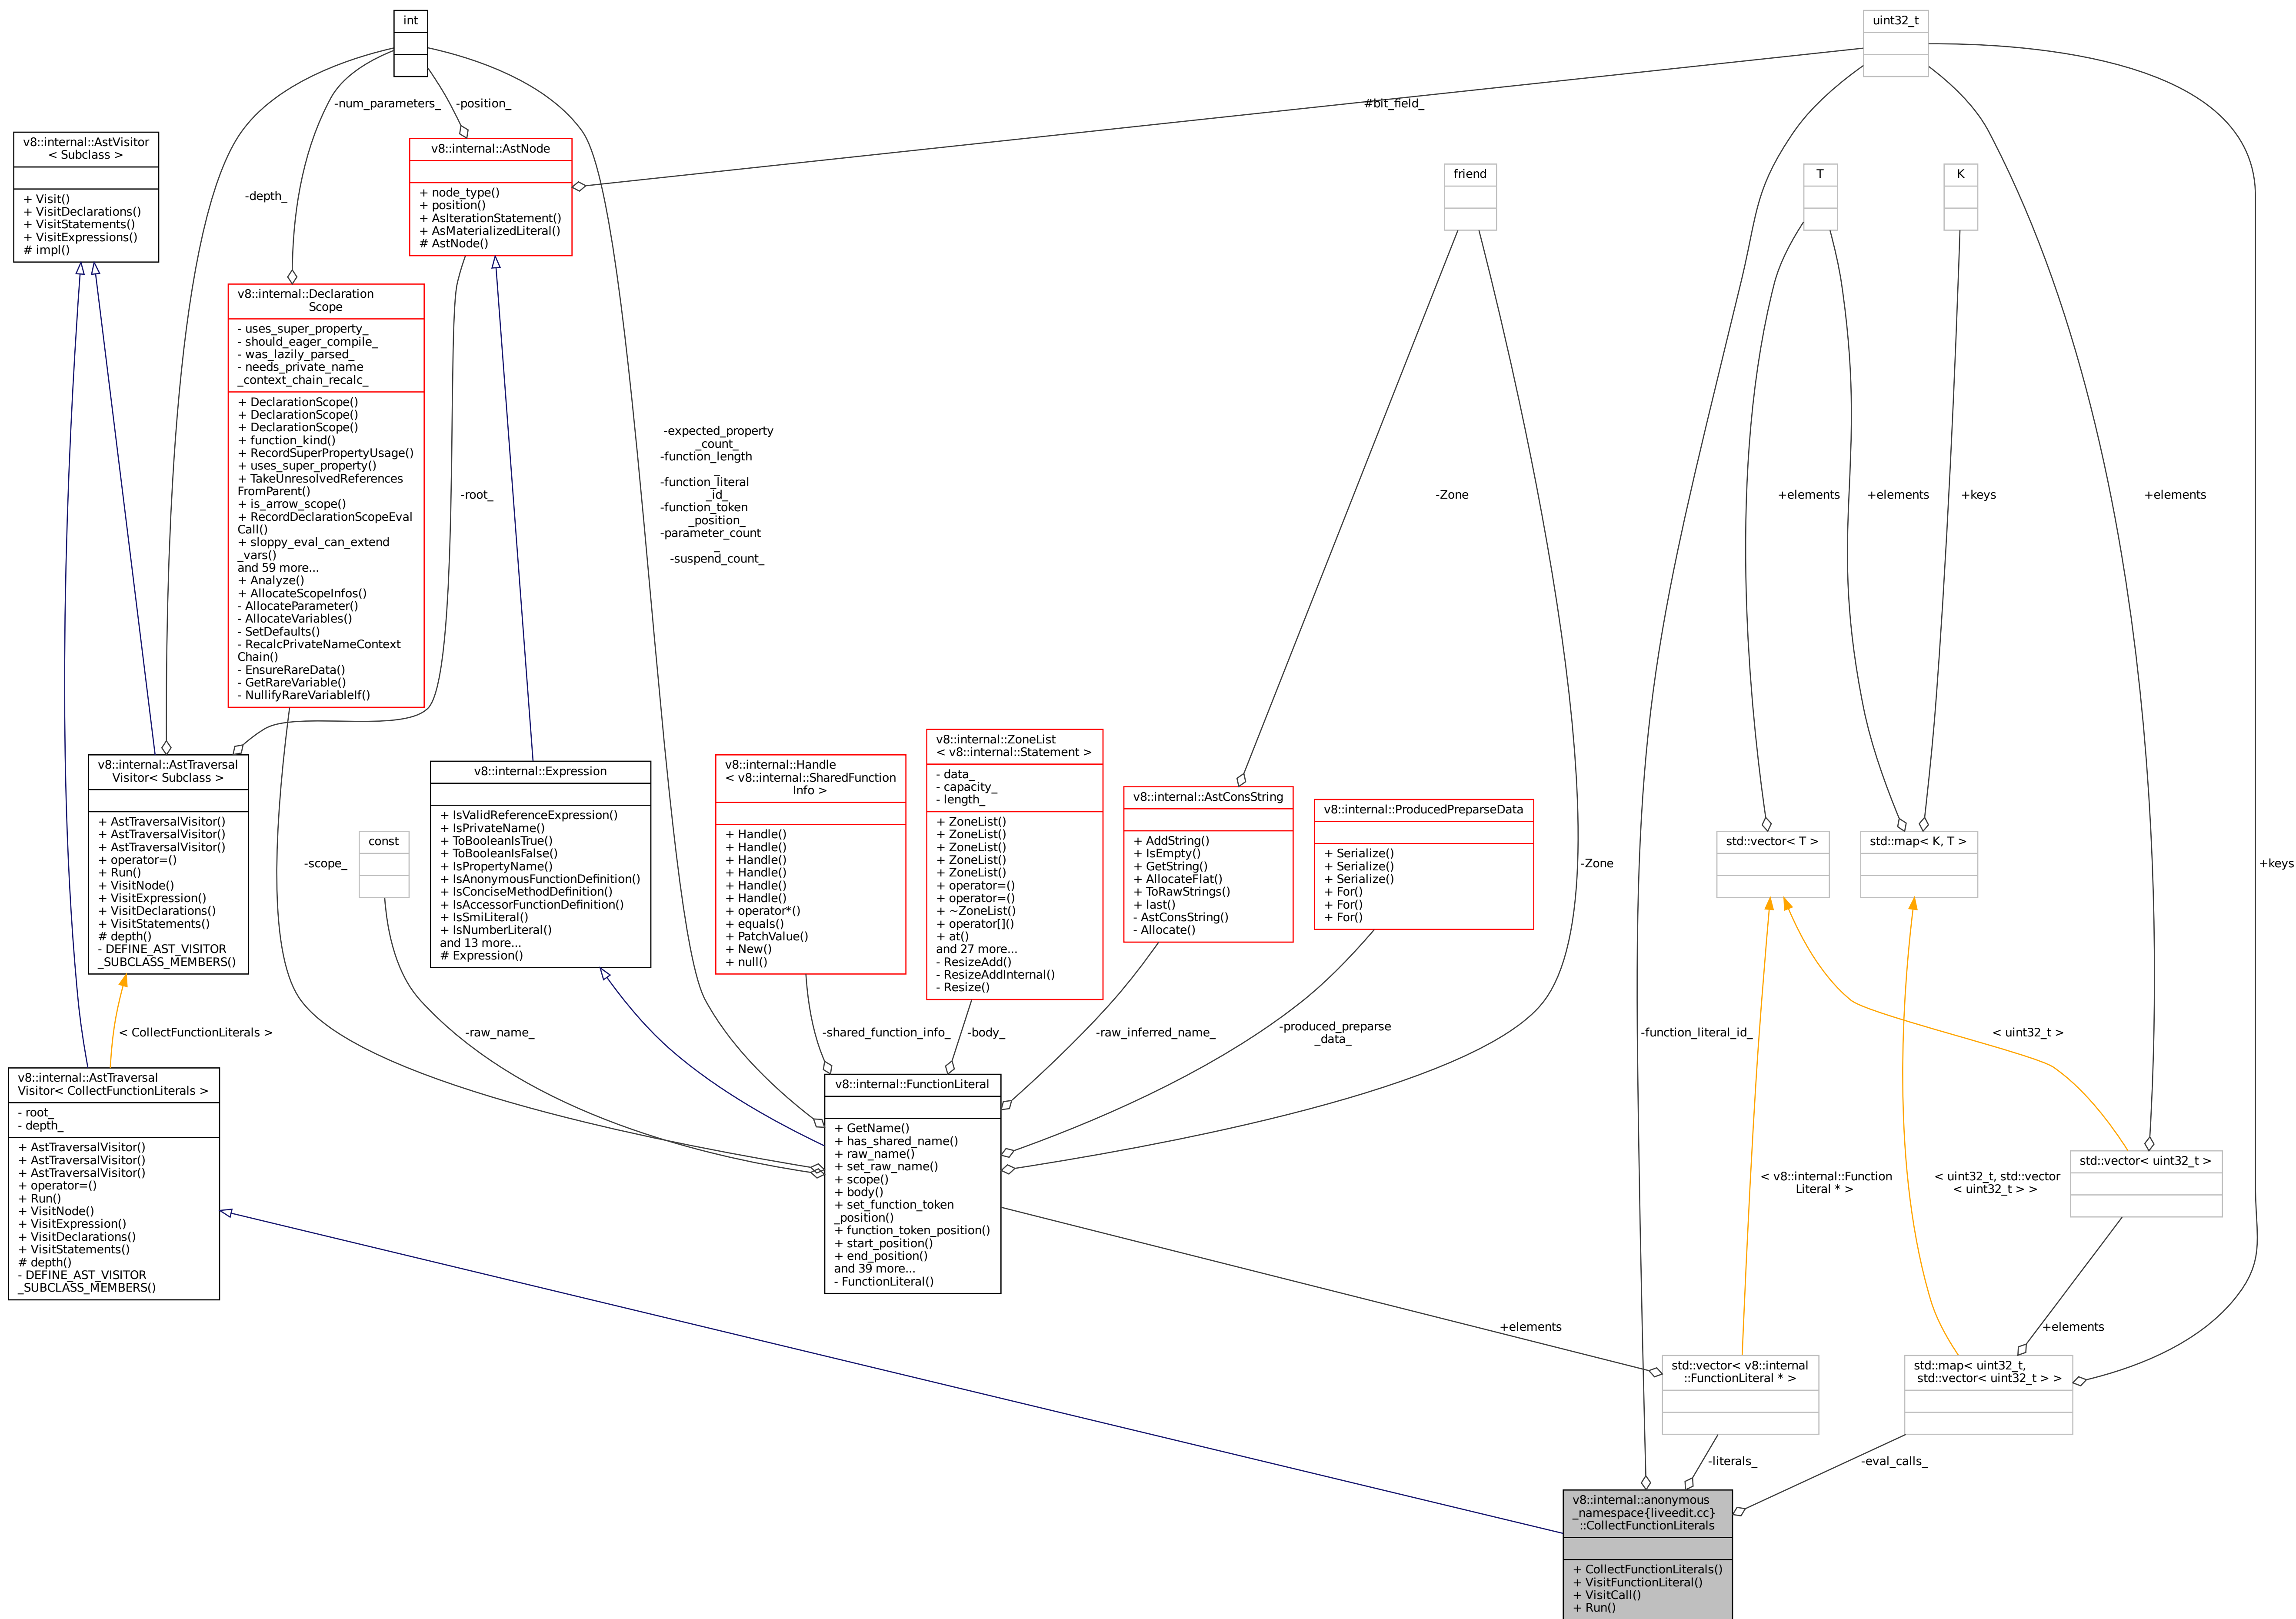 int
uint32_t
-num_parameters_
-position_
#bit_field_
v8::internal::AstVisitor
< Subclass >
+ Visit()
+ VisitDeclarations()
+ VisitStatements()
+ VisitExpressions()
# impl()
v8::internal::AstNode
+ node_type()
+ position()
+ AsIterationStatement()
+ AsMaterializedLiteral()
# AstNode()
friend
T
K
-depth_
v8::internal::Declaration
Scope
- uses_super_property_
- should_eager_compile_
- was_lazily_parsed_
- needs_private_name
_context_chain_recalc_
+ DeclarationScope()
+ DeclarationScope()
+ DeclarationScope()
+ function_kind()
+ RecordSuperPropertyUsage()
+ uses_super_property()
+ TakeUnresolvedReferences
FromParent()
+ is_arrow_scope()
+ RecordDeclarationScopeEval
Call()
+ sloppy_eval_can_extend
_vars()
and 59 more...
+ Analyze()
+ AllocateScopeInfos()
- AllocateParameter()
- AllocateVariables()
- SetDefaults()
- RecalcPrivateNameContext
Chain()
- EnsureRareData()
- GetRareVariable()
- NullifyRareVariableIf()
-root_
-expected_property
_count_
-function_length
_
-function_literal
_id_
-function_token
_position_
-parameter_count
_
-suspend_count_
-Zone
+elements
+elements
+keys
+elements
v8::internal::AstTraversal
Visitor< Subclass >
+ AstTraversalVisitor()
+ AstTraversalVisitor()
+ AstTraversalVisitor()
+ operator=()
+ Run()
+ VisitNode()
+ VisitExpression()
+ VisitDeclarations()
+ VisitStatements()
# depth()
- DEFINE_AST_VISITOR
_SUBCLASS_MEMBERS()
-scope_
const
v8::internal::Expression
+ IsValidReferenceExpression()
+ IsPrivateName()
+ ToBooleanIsTrue()
+ ToBooleanIsFalse()
+ IsPropertyName()
+ IsAnonymousFunctionDefinition()
+ IsConciseMethodDefinition()
+ IsAccessorFunctionDefinition()
+ IsSmiLiteral()
+ IsNumberLiteral()
and 13 more...
# Expression()
v8::internal::Handle
< v8::internal::SharedFunction
Info >
+ Handle()
+ Handle()
+ Handle()
+ Handle()
+ Handle()
+ Handle()
+ operator*()
+ equals()
+ PatchValue()
+ New()
+ null()
v8::internal::ZoneList
< v8::internal::Statement >
- data_
- capacity_
- length_
+ ZoneList()
+ ZoneList()
+ ZoneList()
+ ZoneList()
+ ZoneList()
+ operator=()
+ operator=()
+ ~ZoneList()
+ operator[]()
+ at()
and 27 more...
- ResizeAdd()
- ResizeAddInternal()
- Resize()
v8::internal::AstConsString
+ AddString()
+ IsEmpty()
+ GetString()
+ AllocateFlat()
+ ToRawStrings()
+ last()
- AstConsString()
- Allocate()
v8::internal::ProducedPreparseData
+ Serialize()
+ Serialize()
+ Serialize()
+ For()
+ For()
+ For()
-Zone
std::vector< T >
std::map< K, T >
+keys
< CollectFunctionLiterals >
-raw_name_
-shared_function_info_
-body_
-raw_inferred_name_
-produced_preparse
_data_
-function_literal_id_
< uint32_t >
v8::internal::AstTraversal
Visitor< CollectFunctionLiterals >
- root_
- depth_
+ AstTraversalVisitor()
+ AstTraversalVisitor()
+ AstTraversalVisitor()
+ operator=()
+ Run()
+ VisitNode()
+ VisitExpression()
+ VisitDeclarations()
+ VisitStatements()
# depth()
- DEFINE_AST_VISITOR
_SUBCLASS_MEMBERS()
v8::internal::FunctionLiteral
+ GetName()
+ has_shared_name()
+ raw_name()
+ set_raw_name()
+ scope()
+ body()
+ set_function_token
_position()
+ function_token_position()
+ start_position()
+ end_position()
and 39 more...
- FunctionLiteral()
< v8::internal::Function
Literal * >
< uint32_t, std::vector
< uint32_t > >
std::vector< uint32_t >
+elements
+elements
std::vector< v8::internal
::FunctionLiteral * >
std::map< uint32_t,
std::vector< uint32_t > >
-literals_
-eval_calls_
v8::internal::anonymous
_namespace{liveedit.cc}
::CollectFunctionLiterals
+ CollectFunctionLiterals()
+ VisitFunctionLiteral()
+ VisitCall()
+ Run()